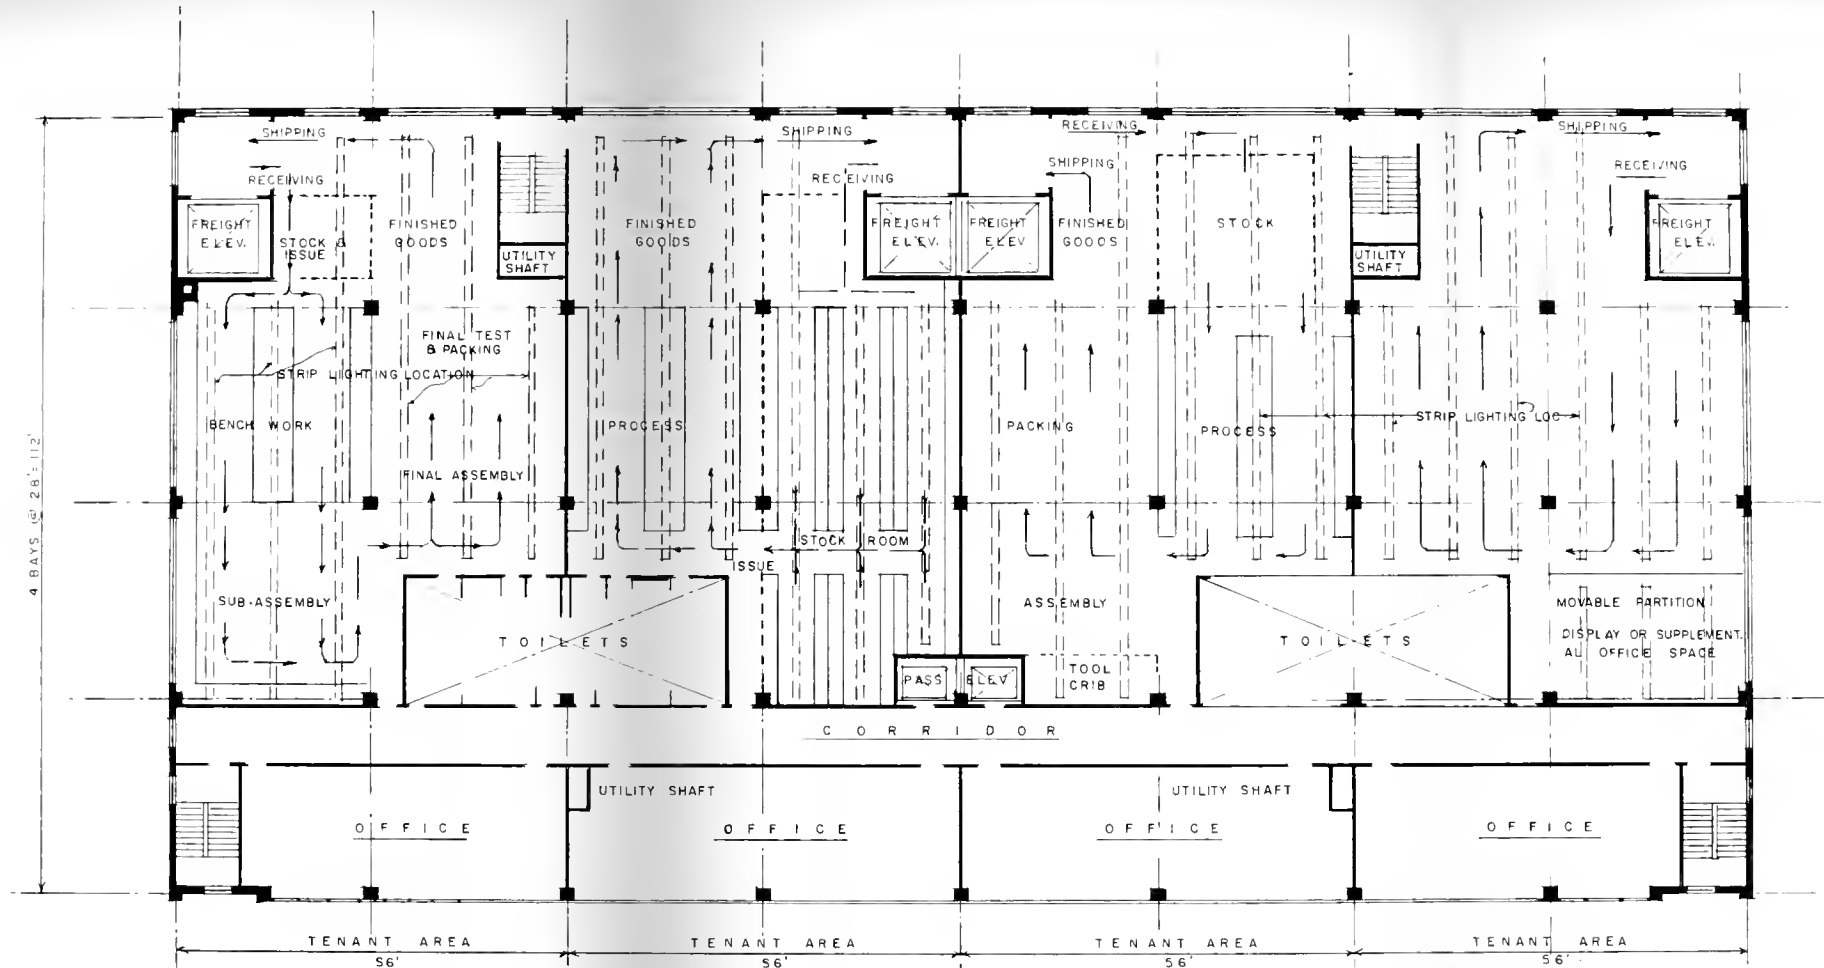 SHIPPING
SHIPPING
RECEIVING
SHIPPING
SHIPPING
RECEIVING
RECEIVING
RECEIVING
FREIGHT
ELEV.
STOCK &
ISSUE
FINISHED
GOODS
UTILITY
SHAFT
FINISHED
GOODS
FREIGHT
ELEV.
FREIGHT
ELEV
FINISHED
GOODS
STOCK
UTILITY
SHAFT
FREIGHT
ELEV.
FINAL TEST
& PACKING
STRIP LIGHTING LOCATION
BENCH WORK
FINAL ASSEMBLY
PROCESS
PACKING
PROCESS
STRIP LIGHTING LOC
4 BAYS @ 28'=112'
STOCK ROOM
ISSUE
SUB-ASSEMBLY
TOILETS
ASSEMBLY
TOILETS
MOVABLE PARTITION
DISPLAY OR SUPPLEMENT-
AL OFFICE SPACE
PASS ELEV.
TOOL
CRIB
CORRIDOR
UTILITY SHAFT
UTILITY SHAFT
OFFICE
OFFICE
OFFICE
OFFICE
TENANT AREA
56'
TENANT AREA
56'
TENANT AREA
56'
TENANT AREA
56'